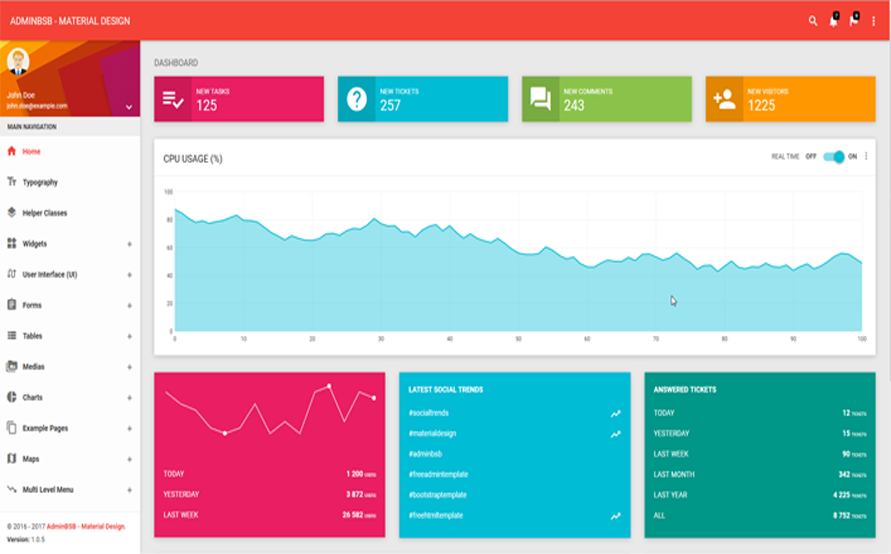 ADMINBSB - MATERIAL DESIGN
John Doe
john.doe@example.com
MAIN NAVIGATION
Home
Typography
Helper Classes
Widgets +
User Interface (UI) +
Forms +
Tables +
Medias +
Charts +
Example Pages +
Maps +
Multi Level Menu +
© 2016 - 2017 AdminBSB - Material Design.
Version: 1.0.5
DASHBOARD
NEW TASKS
125
NEW TICKETS
257
NEW COMMENTS
243
NEW VISITORS
1225
CPU USAGE (%)
REAL TIME OFF ON
100
80
60
40
20
0
0 10 20 30 40 50 60 70 80 90 100
TODAY 1 200 USERS
YESTERDAY 3 872 USERS
LAST WEEK 26 582 USERS
LATEST SOCIAL TRENDS
#socialtrends
#materialdesign
#adminbsb
#freeadmintemplate
#bootstraptemplate
#freehtmltemplate
ANSWERED TICKETS
TODAY 12 TICKETS
YESTERDAY 15 TICKETS
LAST WEEK 90 TICKETS
LAST MONTH 342 TICKETS
LAST YEAR 4 225 TICKETS
ALL 8 752 TICKETS